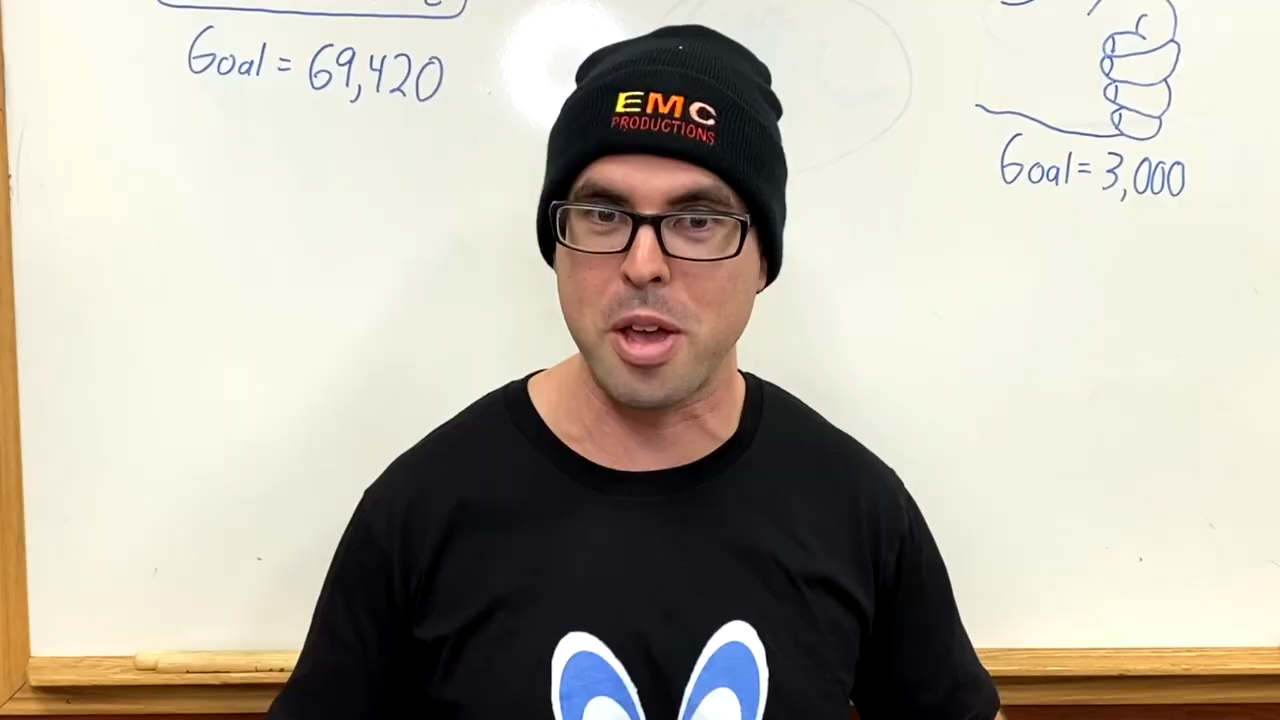 Goal = 69,420
EMC
PRODUCTIONS
Goal = 3,000